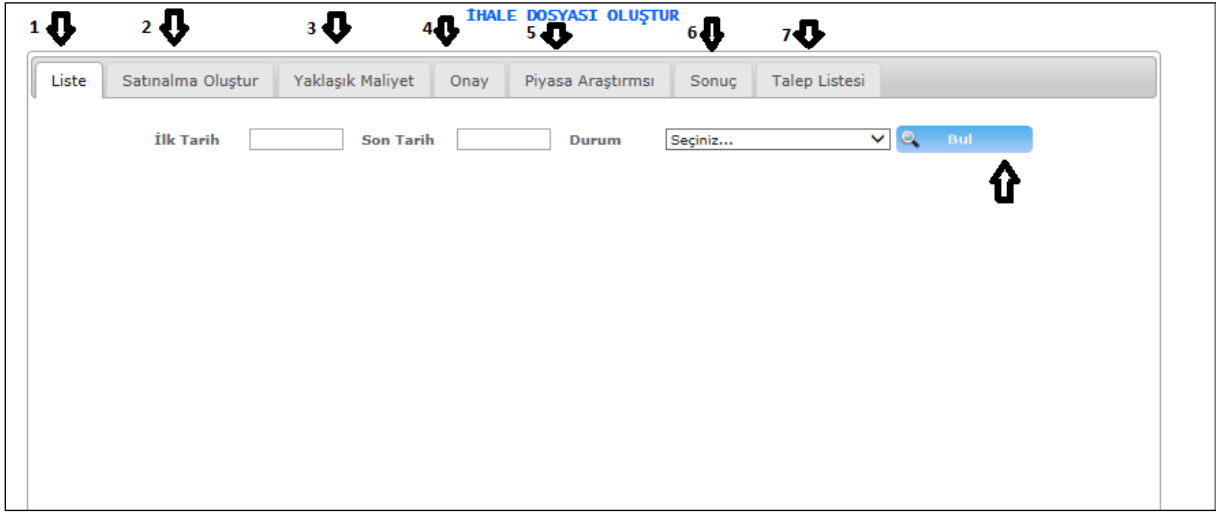 İHALE DOSYASI OLUŞTUR
1 2 3 4 5 6 7
Liste Satınalma Oluştur Yaklaşık Maliyet Onay Piyasa Araştırmsı Sonuç Talep Listesi
İlk Tarih Son Tarih Durum Seçiniz... Bul